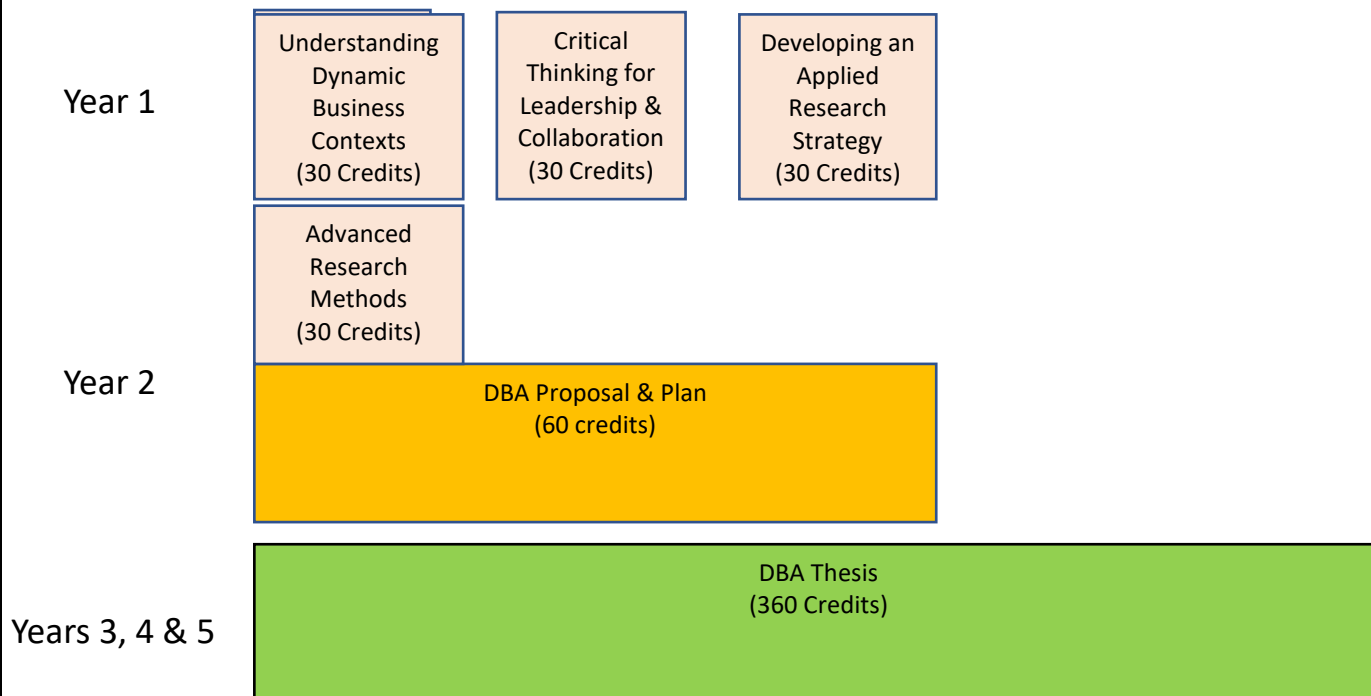 Year 1
Understanding
Dynamic
Business
Contexts
(30 Credits)
Critical
Thinking for
Leadership &
Collaboration
(30 Credits)
Developing an
Applied
Research
Strategy
(30 Credits)
Advanced
Research
Methods
(30 Credits)
Year 2
DBA Proposal & Plan
(60 credits)
Years 3, 4 & 5
DBA Thesis
(360 Credits)